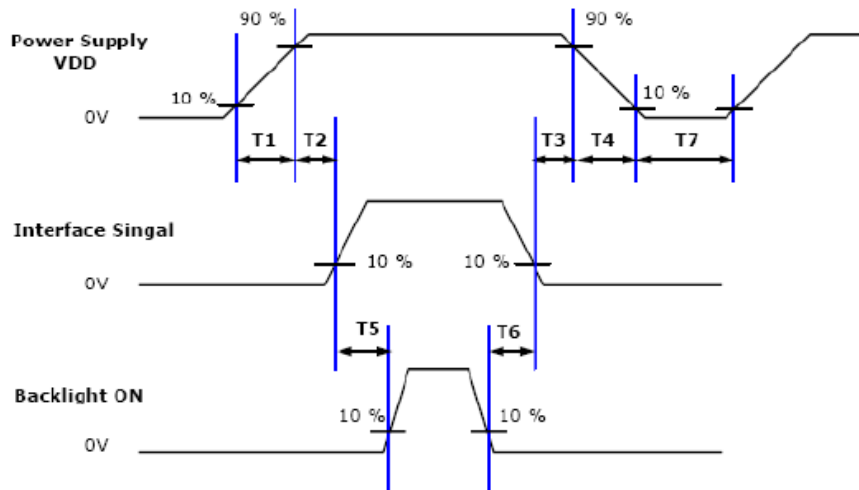 90 %
90 %
Power Supply
VDD
10 %
10 %
0V
T1
T2
T3
T4
T7
Interface Singal
10 %
10 %
0V
T5
T6
Backlight ON
10 %
10 %
0V